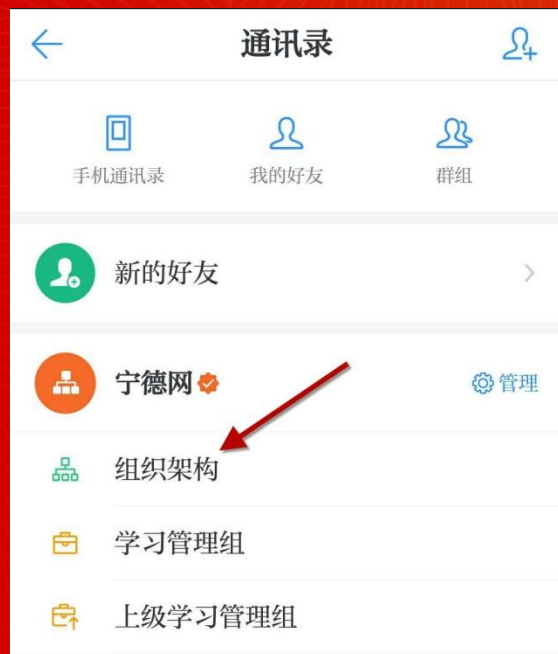 通讯录
手机通讯录 我的好友 群组
新的好友
宁德网 管理
组织架构
学习管理组
上级学习管理组